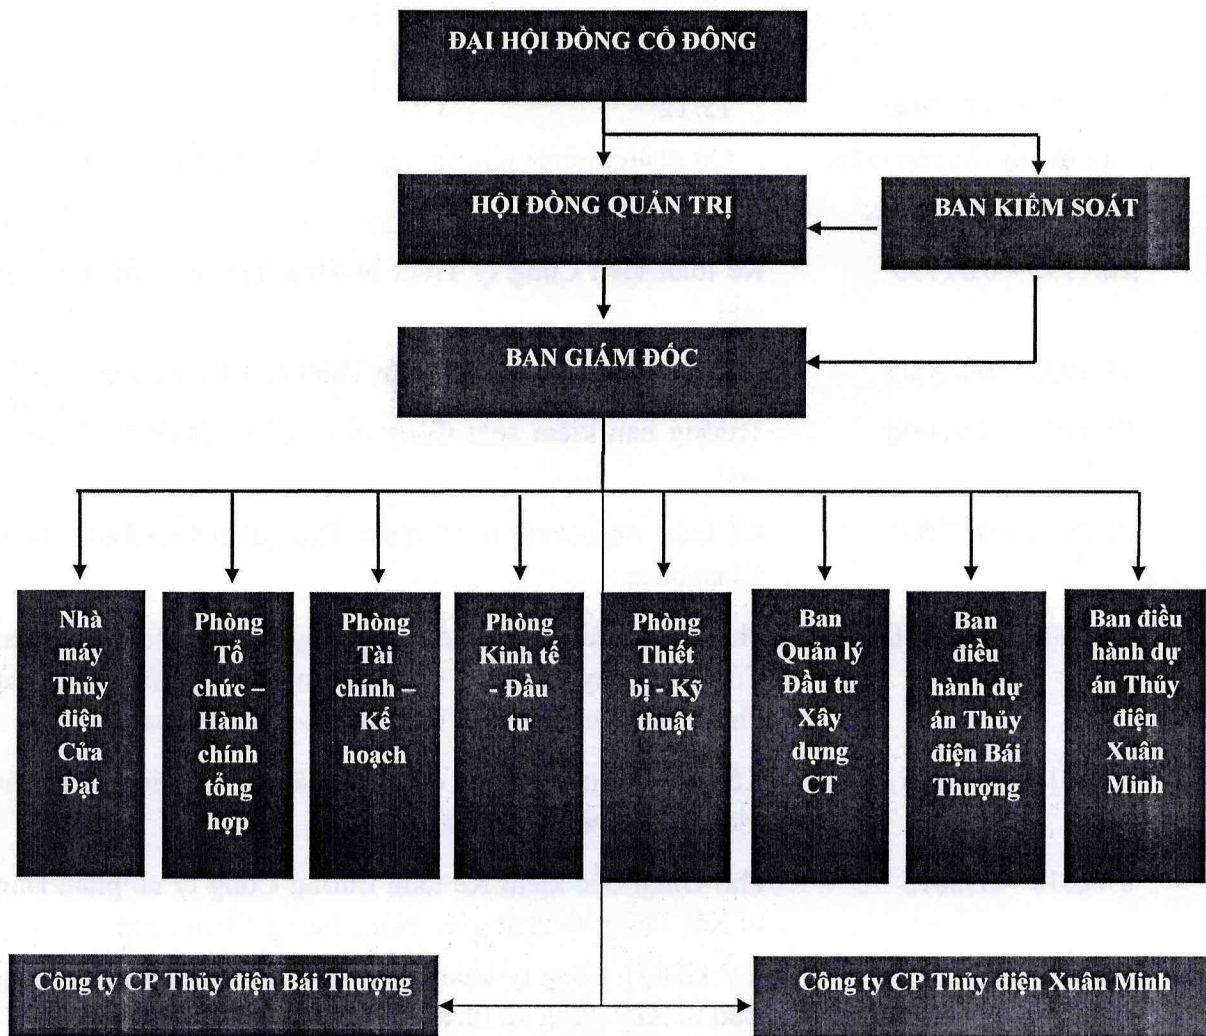 ĐẠI HỘI ĐỒNG CỔ ĐÔNG
HỘI ĐỒNG QUẢN TRỊ
BAN KIỂM SOÁT
BAN GIÁM ĐỐC
Nhà
máy
Thủy
điện
Cửa
Đạt
Phòng
Tổ
chức –
Hành
chính
tổng
hợp
Phòng
Tài
chính –
Kế
hoạch
Phòng
Kinh tế
- Đầu
tư
Phòng
Thiết
bị - Kỹ
thuật
Ban
Quản lý
Đầu tư
Xây
dựng
CT
Ban
điều
hành dự
án Thủy
điện Bái
Thượng
Ban điều
hành dự
án Thủy
điện
Xuân
Minh
Công ty CP Thủy điện Bái Thượng
Công ty CP Thủy điện Xuân Minh